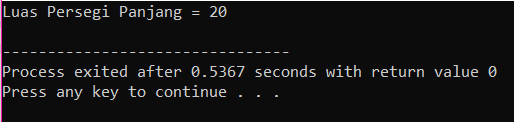 Luas Persegi Panjang = 20
--------------------------------
Process exited after 0.5367 seconds with return value 0
Press any key to continue . . .